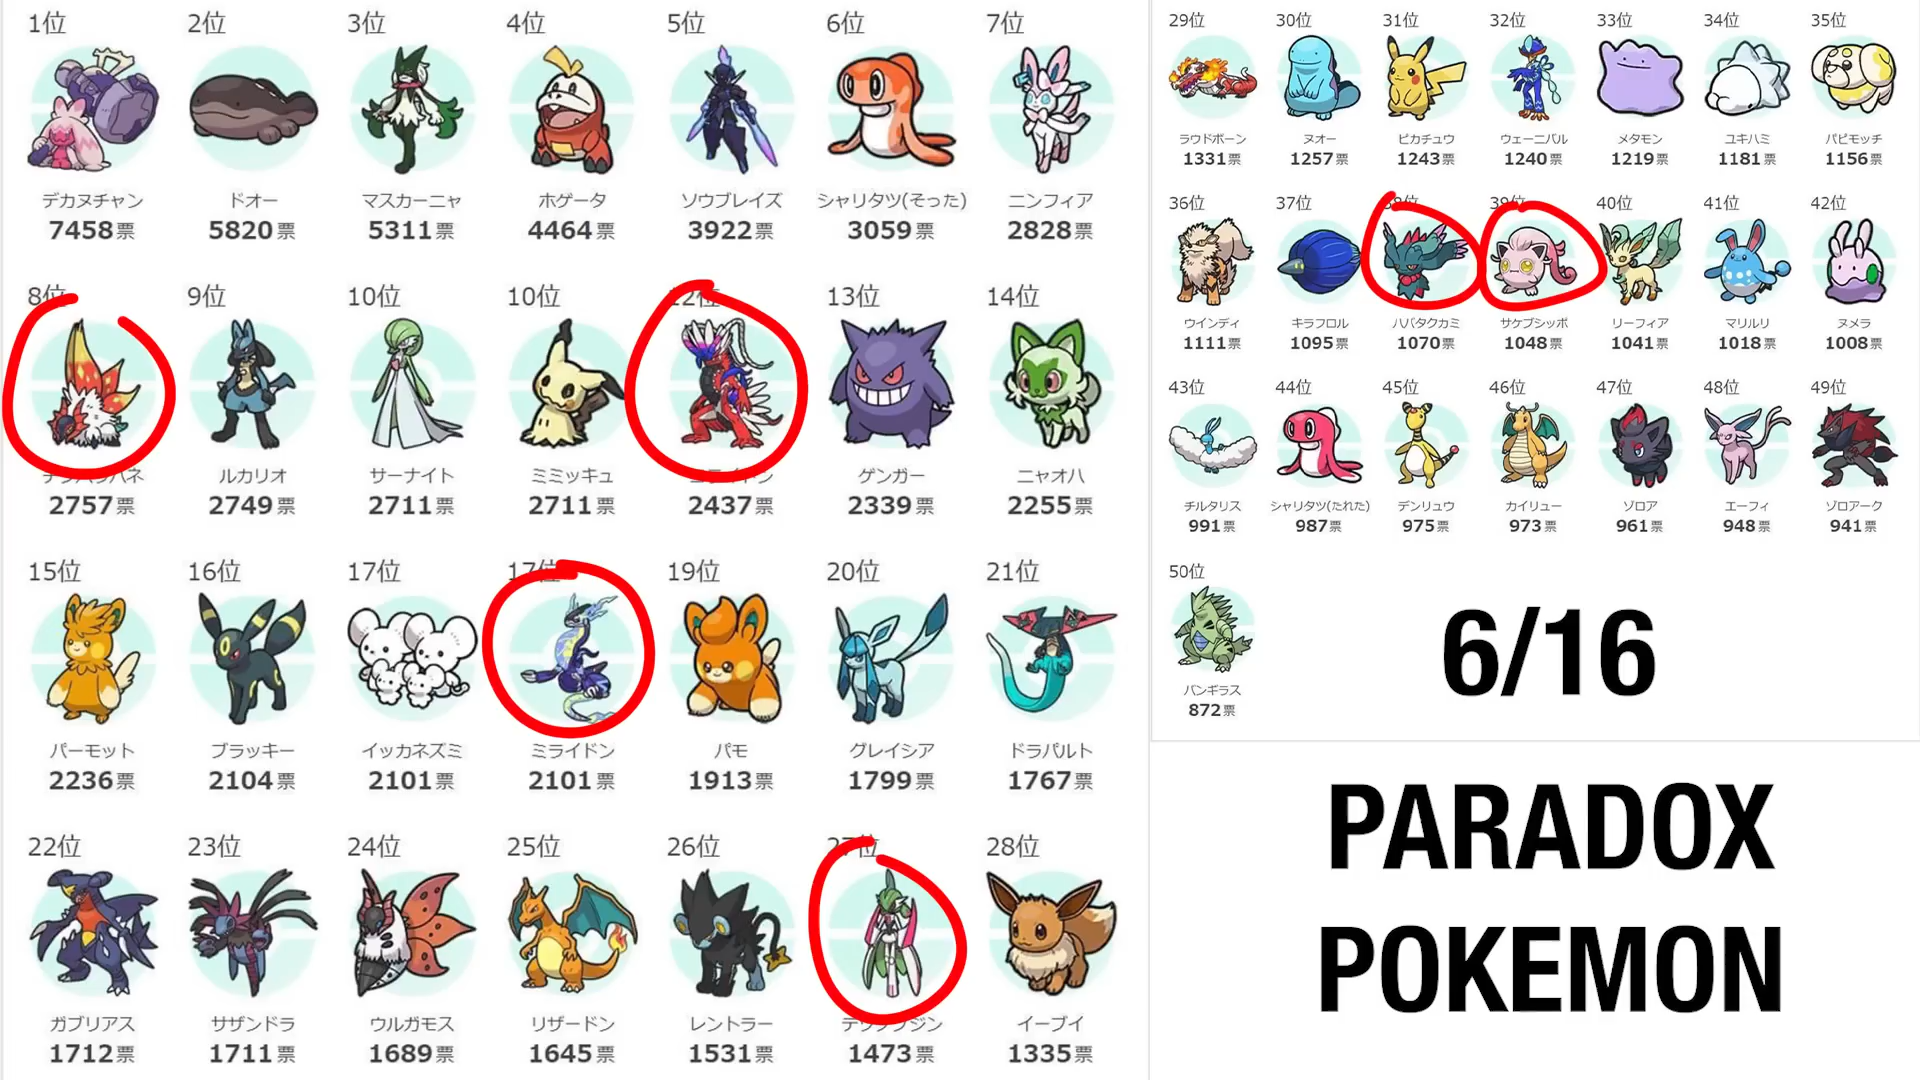 1位 2位 3位 4位 5位 6位 7位
デカヌチャン ドオー マスカーニャ ホゲータ ソウブレイズ シャリタツ(そった) ニンフィア
7458票 5820票 5311票 4464票 3922票 3059票 2828票
8位 9位 10位 10位 12位 13位 14位
ルカリオ サーナイト ミミッキュ ゲンガー ニャオハ
2757票 2749票 2711票 2711票 2437票 2339票 2255票
15位 16位 17位 17位 19位 20位 21位
パーモット ブラッキー イッカネズミ ミライドン パモ グレイシア ドラパルト
2236票 2104票 2101票 2101票 1913票 1799票 1767票
22位 23位 24位 25位 26位 27位 28位
ガブリアス サザンドラ ウルガモス リザードン レントラー イーブイ
1712票 1711票 1689票 1645票 1531票 1473票 1335票
29位 30位 31位 32位 33位 34位 35位
ラウドボーン ヌオー ピカチュウ ウェーニバル メタモン ユキハミ パピモッチ
1331票 1257票 1243票 1240票 1219票 1181票 1156票
36位 37位 38位 39位 40位 41位 42位
ウインディ キラフロル ハバタクカミ サケブシッポ リーフィア マリルリ ヌメラ
1111票 1095票 1070票 1048票 1041票 1018票 1008票
43位 44位 45位 46位 47位 48位 49位
チルタリス シャリタツ(たれた) デンリュウ カイリュー ゾロア エーフィ ゾロアーク
991票 987票 975票 973票 961票 948票 941票
50位
バンギラス
872票
6/16
PARADOX
POKEMON